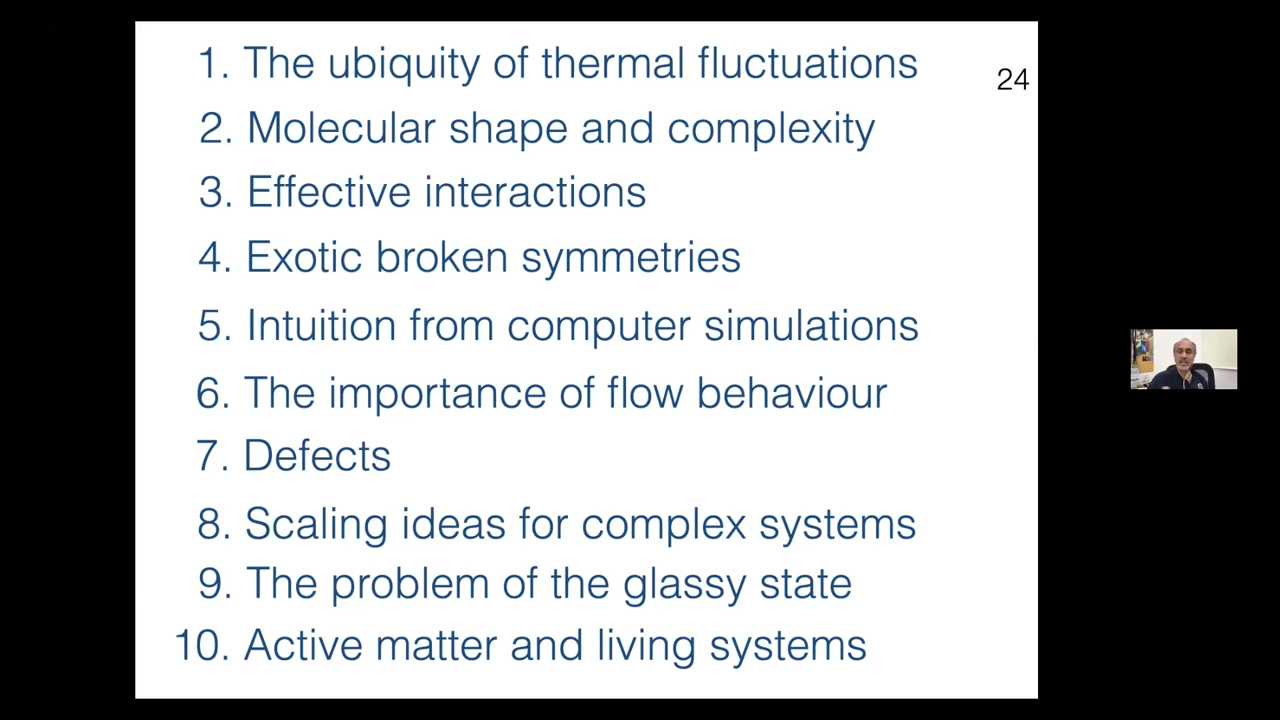 1. The ubiquity of thermal fluctuations
24
2. Molecular shape and complexity
3. Effective interactions
4. Exotic broken symmetries
5. Intuition from computer simulations
6. The importance of flow behaviour
7. Defects
8. Scaling ideas for complex systems
9. The problem of the glassy state
10. Active matter and living systems